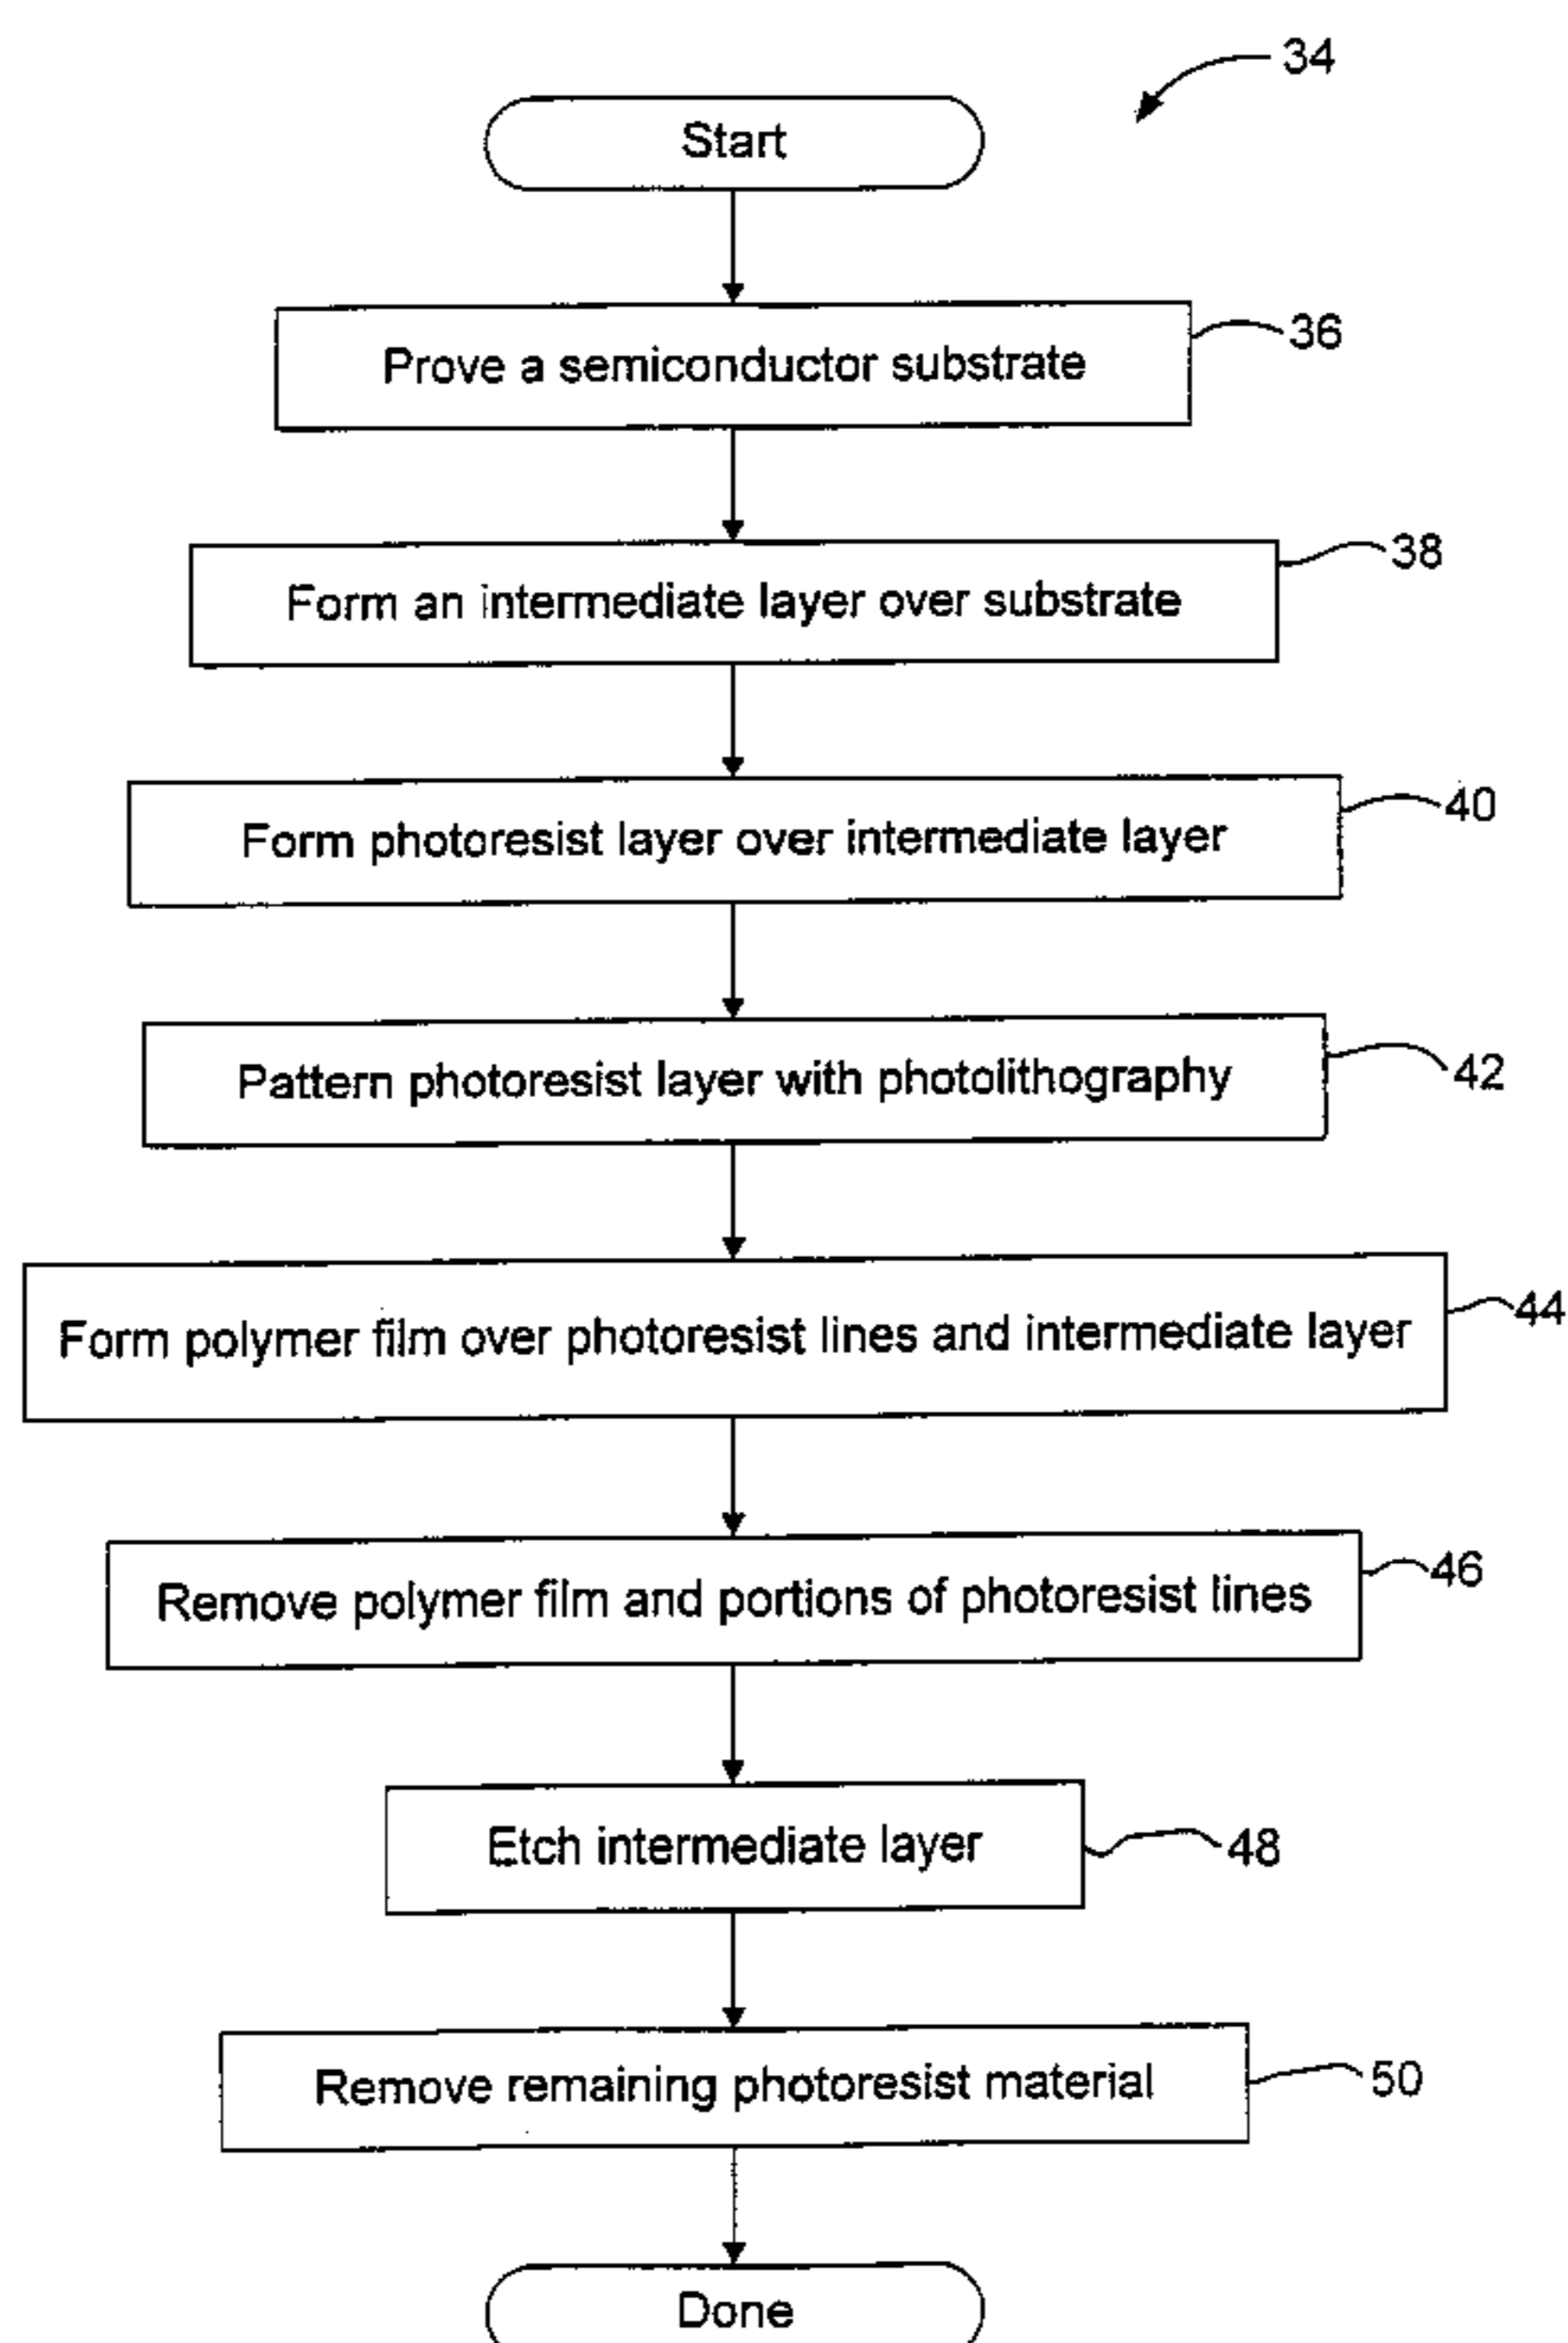 34
Start
Prove a semiconductor substrate
36
Form an intermediate layer over substrate
38
Form photoresist layer over intermediate layer
40
Pattern photoresist layer with photolithography
42
Form polymer film over photoresist lines and intermediate layer
44
Remove polymer film and portions of photoresist lines
46
Etch intermediate layer
48
Remove remaining photoresist material
50
Done